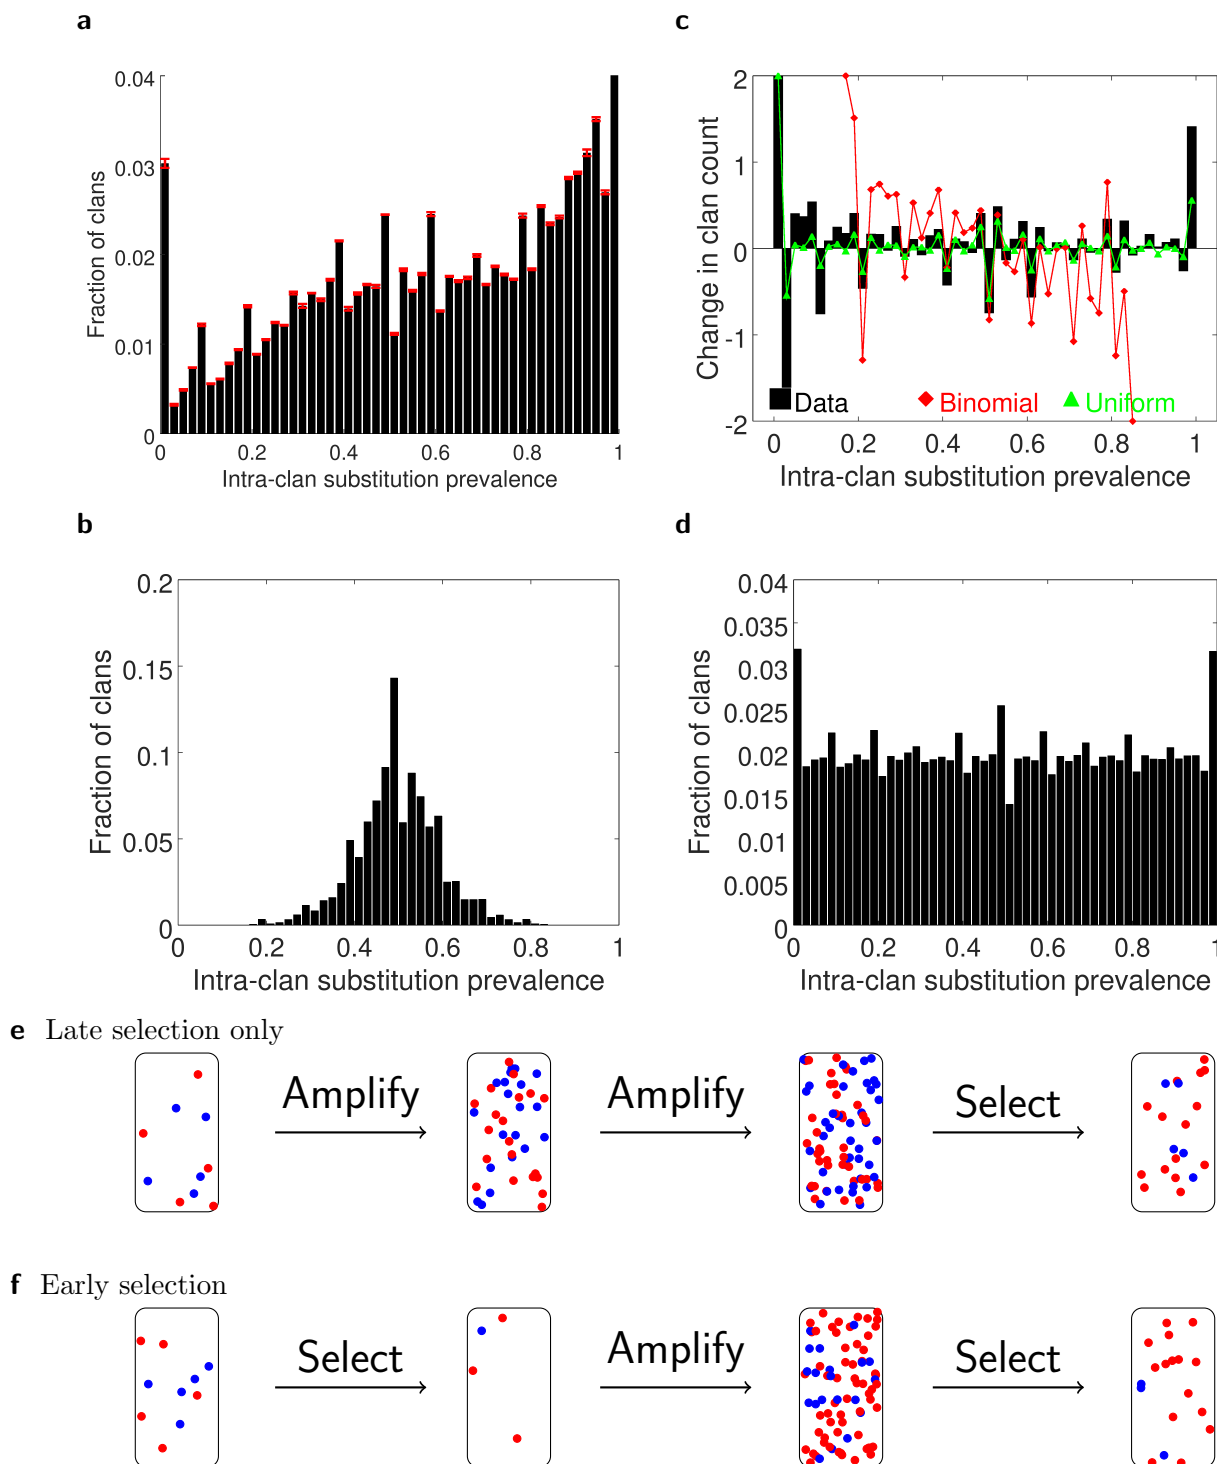 a
0.04
0.03
0.02
0.01
0
0.2
0.4
0.6
0.8
1
Fraction of clans
Intra-clan substitution prevalence
c
2
1
0
-1
-2
0
0.2
0.4
0.6
0.8
1
Change in clan count
Data
Binomial
Uniform
Intra-clan substitution prevalence
b
0.2
0.15
0.1
0.05
0
0
0.2
0.4
0.6
0.8
1
Fraction of clans
Intra-clan substitution prevalence
d
0.04
0.035
0.03
0.025
0.02
0.015
0.01
0.005
0
0
0.2
0.4
0.6
0.8
1
Fraction of clans
Intra-clan substitution prevalence
e Late selection only
Amplify
Amplify
Select
f Early selection
Select
Amplify
Select